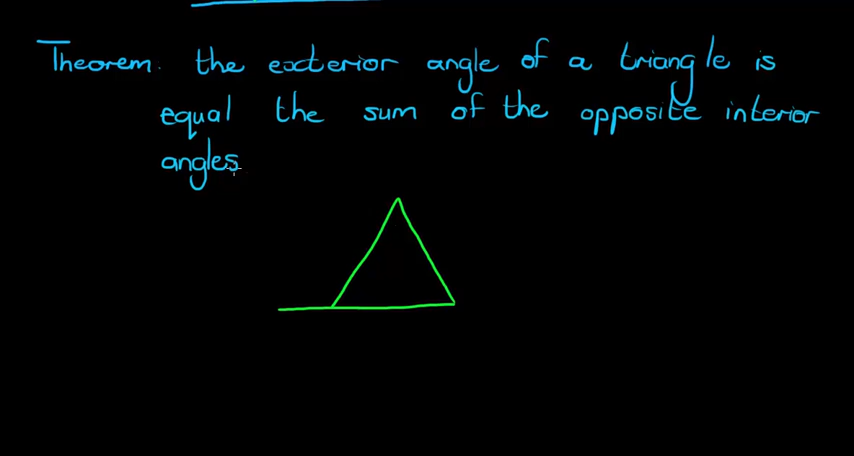 Theorem. the exterior angle of a triangle is
equal the sum of the opposite interior
angles